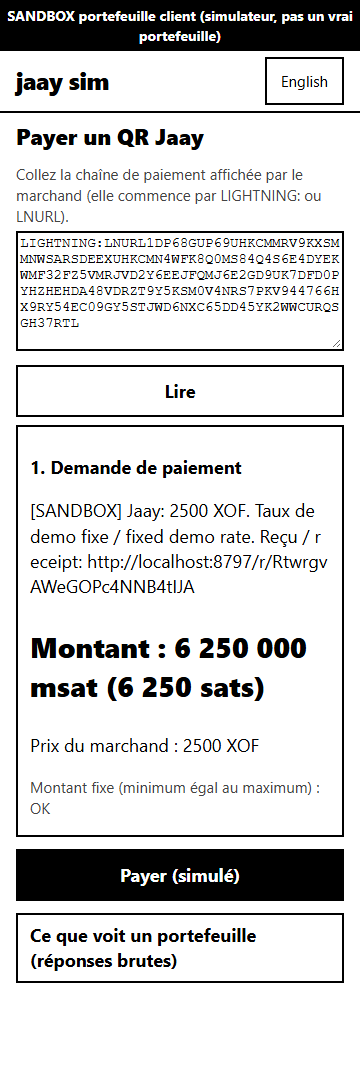 SANDBOX portefeuille client (simulateur, pas un vrai
portefeuille)
jaay sim
English
Payer un QR Jaay
Collez la chaîne de paiement affichée par le
marchand (elle commence par LIGHTNING: ou
LNURL).
LIGHTNING:LNURL1DP68GUP69UHKCMMRV9KXSM
MNWSARSDEEXUHKCMN4WFK8Q0MS84Q4S6E4DYEK
WMF32FZ5VMRJVD2Y6EEJFQMJ6E2GD9UK7DFD0P
YHZHEHDA48VDRZT9Y5KSM0V4NRS7PKV944766H
X9RY54EC09GY5STJWD6NXC65DD45YK2WWCURQS
GH37RTL
Lire
1. Demande de paiement
[SANDBOX] Jaay: 2500 XOF. Taux de
demo fixe / fixed demo rate. Reçu / r
eceipt: http://localhost:8797/r/Rtwrgv
AWeGOPc4NNB4tIJA
Montant : 6 250 000
msat (6 250 sats)
Prix du marchand : 2500 XOF
Montant fixe (minimum égal au maximum) :
OK
Payer (simulé)
Ce que voit un portefeuille
(réponses brutes)